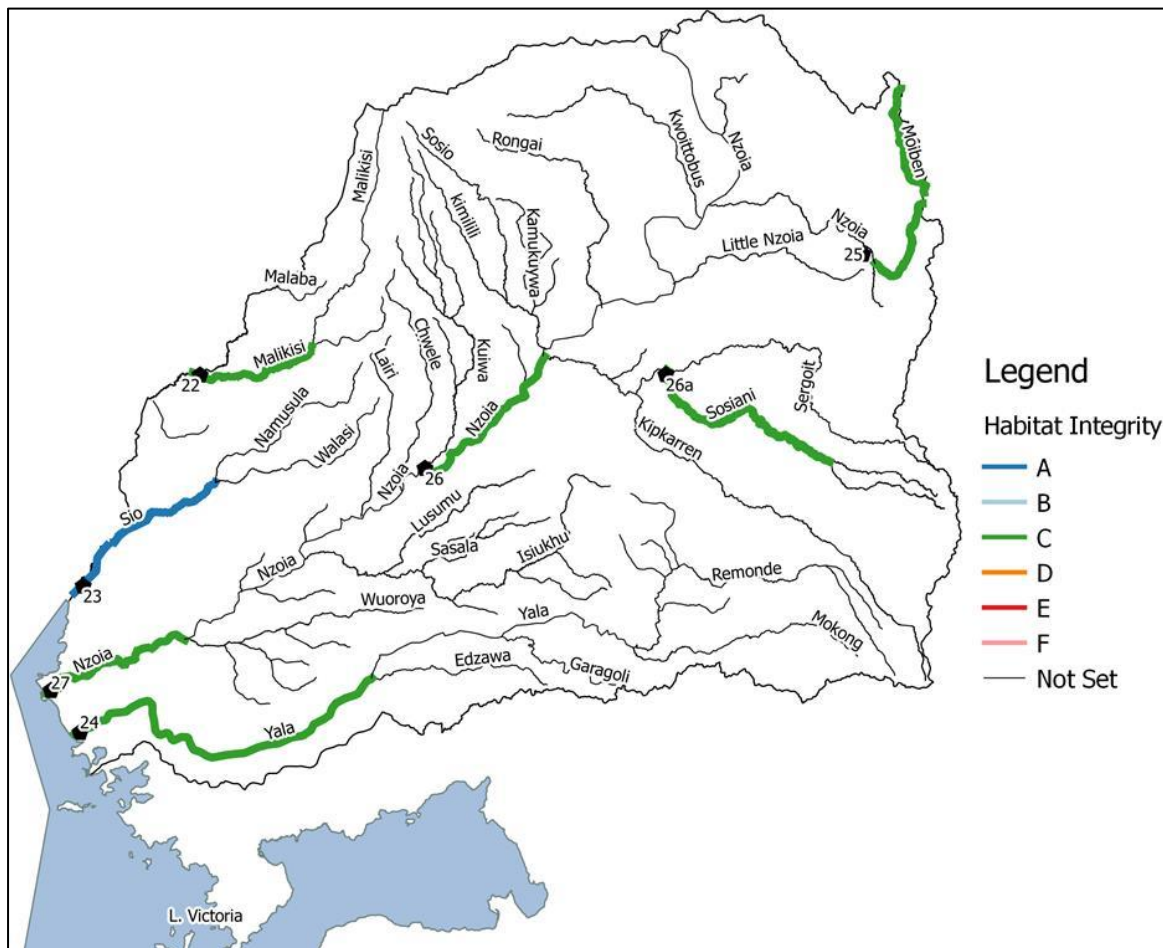 Sosio
Rongai
Kwoittobus
Nzoia
Moiben
Malikisi
kimilili
Kamukuywa
Nzoia
Little Nzoia
25
Malaba
Malikisi
22
Lairi
Chwele
Kuiwa
Nzoia
26a
Sosiani
Sergoit
Namusula
Walasi
Kipkarren
Nzoia
26
Lusumu
Sio
Sasala
Isiukhu
23
Nzoia
Wuoroya
Yala
Remonde
Mokong
Nzoia
27
Edzawa
Garagoli
24
Yala
L. Victoria
Legend
Habitat Integrity
A
B
C
D
E
F
Not Set